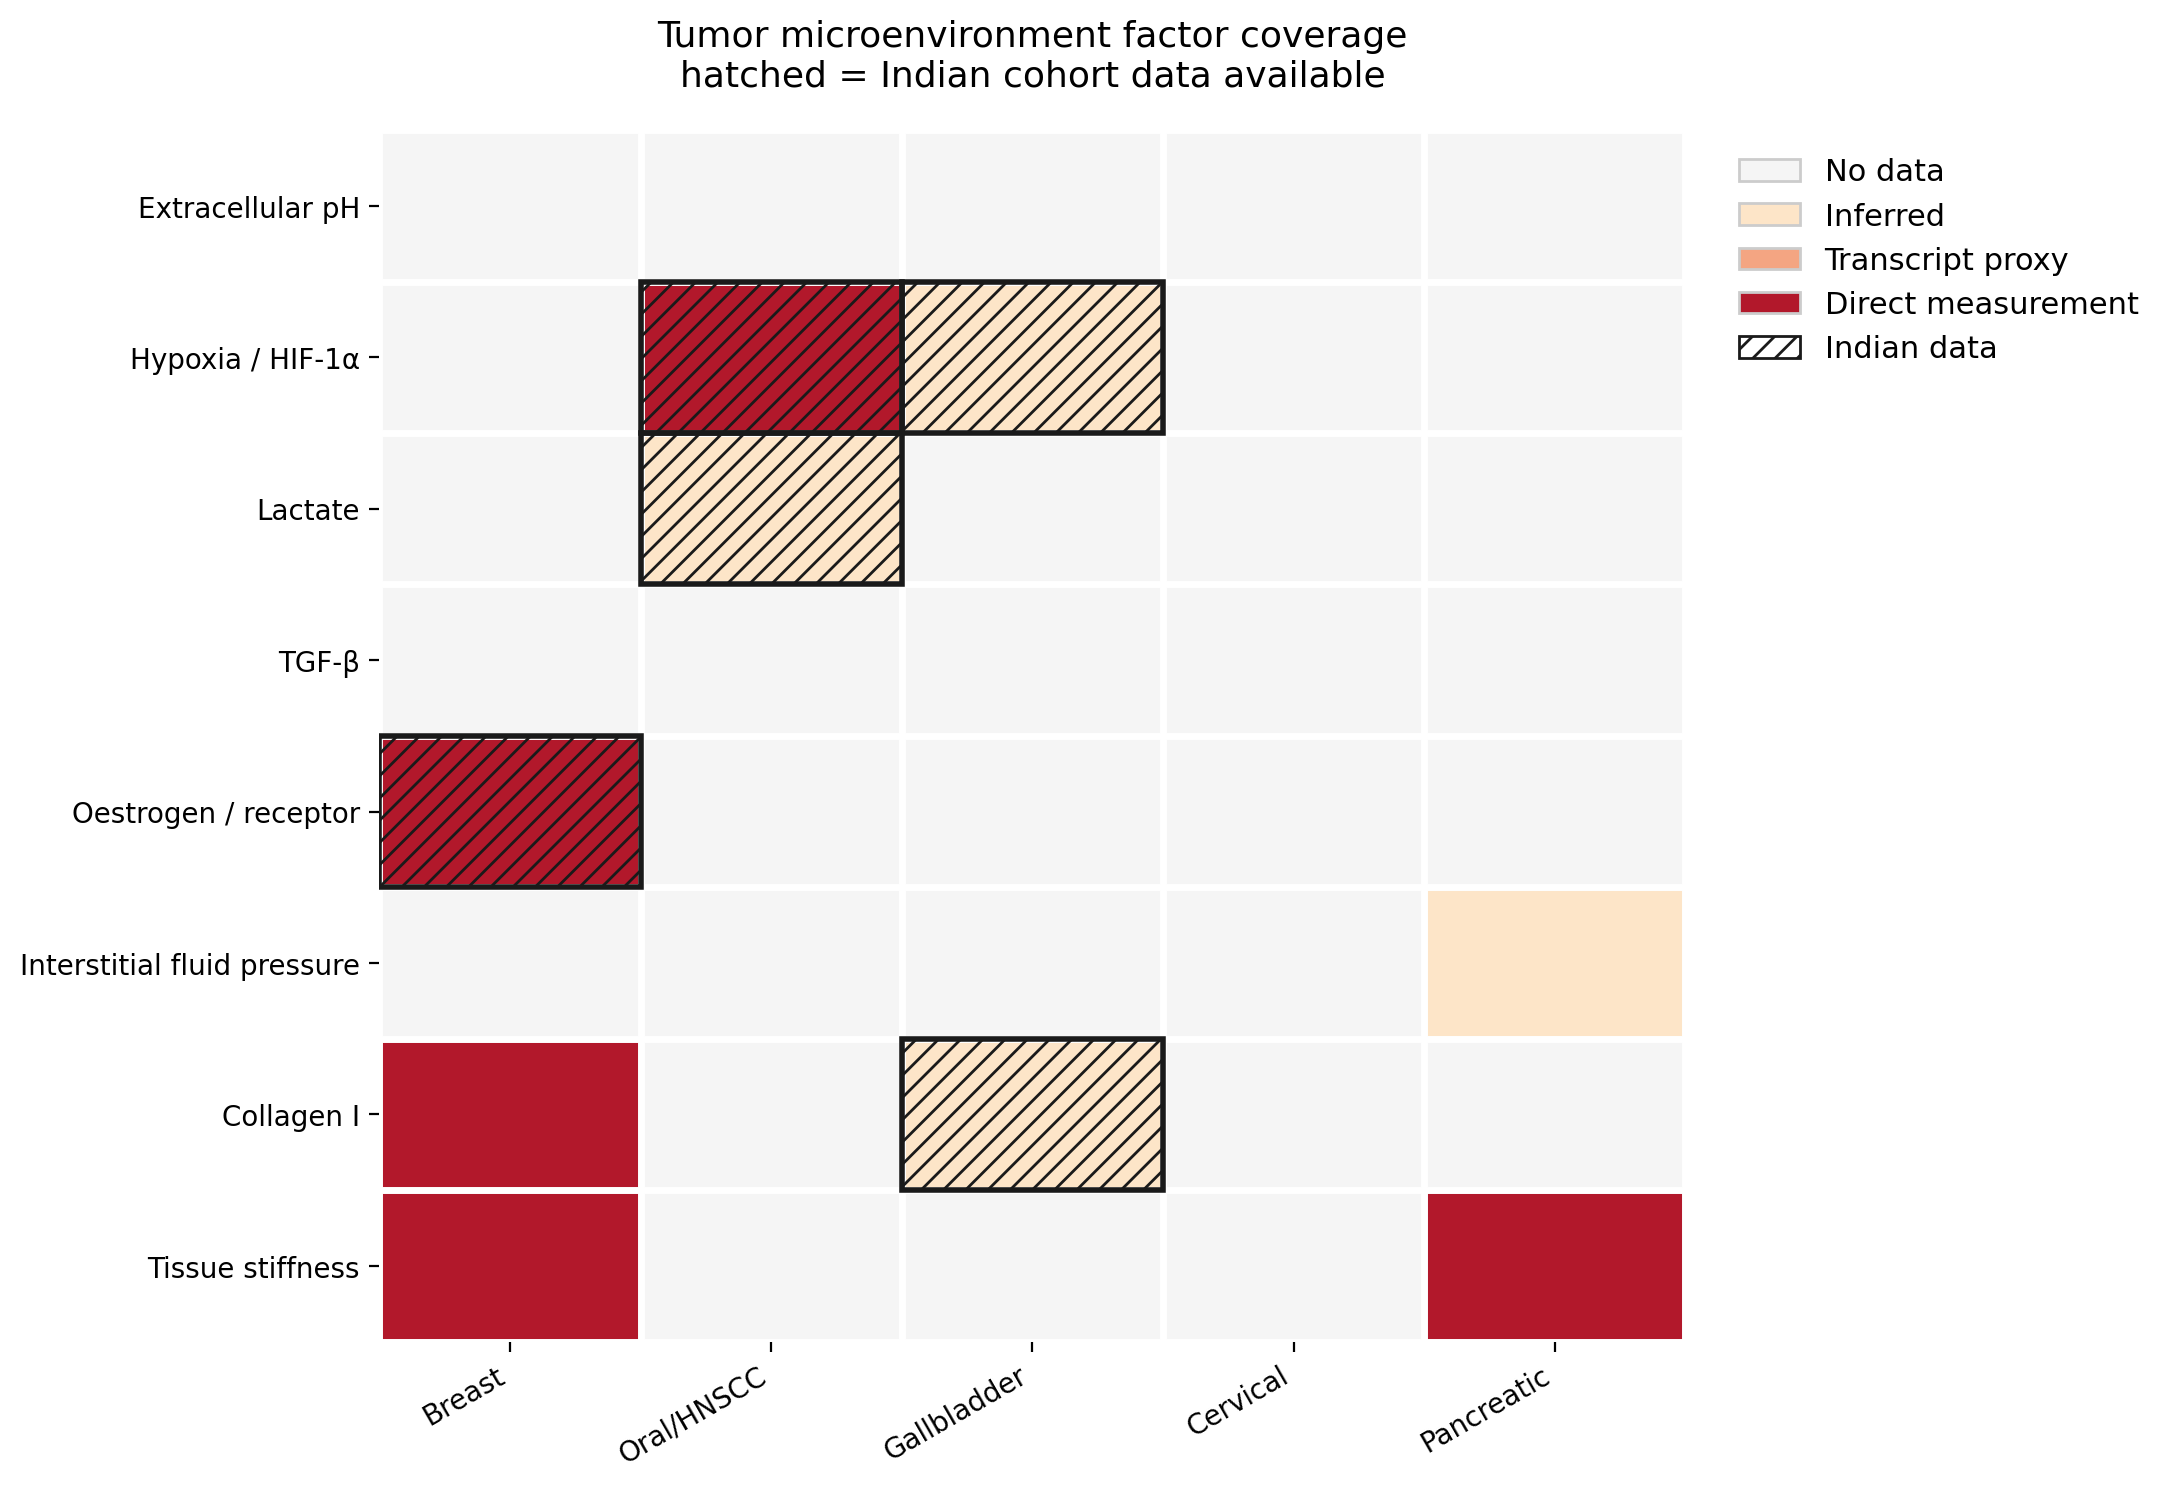 Tumor microenvironment factor coverage
hatched = Indian cohort data available
No data
Inferred
Transcript proxy
Direct measurement
Indian data
Extracellular pH
Hypoxia / HIF-1α
Lactate
TGF-β
Oestrogen / receptor
Interstitial fluid pressure
Collagen I
Tissue stiffness
Breast
Oral/HNSCC
Gallbladder
Cervical
Pancreatic